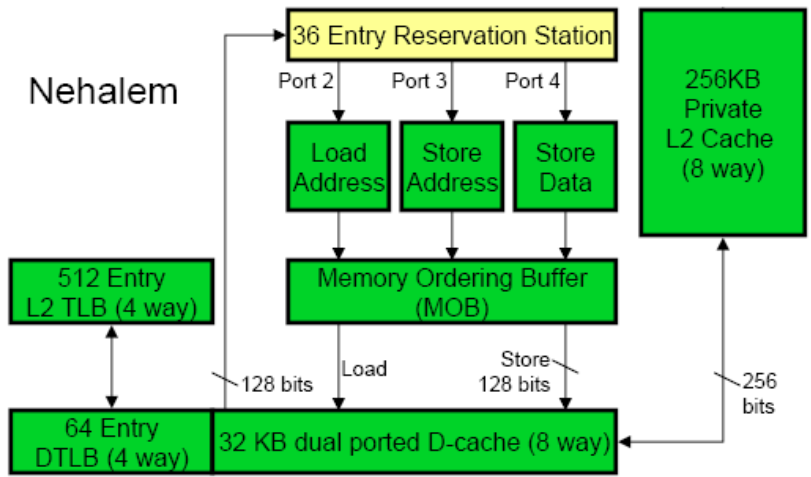 36 Entry Reservation Station
Nehalem
Port 2
Port 3
Port 4
256KB
Private
L2 Cache
(8 way)
Load
Address
Store
Address
Store
Data
512 Entry
L2 TLB (4 way)
Memory Ordering Buffer
(MOB)
128 bits
Load
Store
128 bits
256
bits
64 Entry
DTLB (4 way)
32 KB dual ported D-cache (8 way)